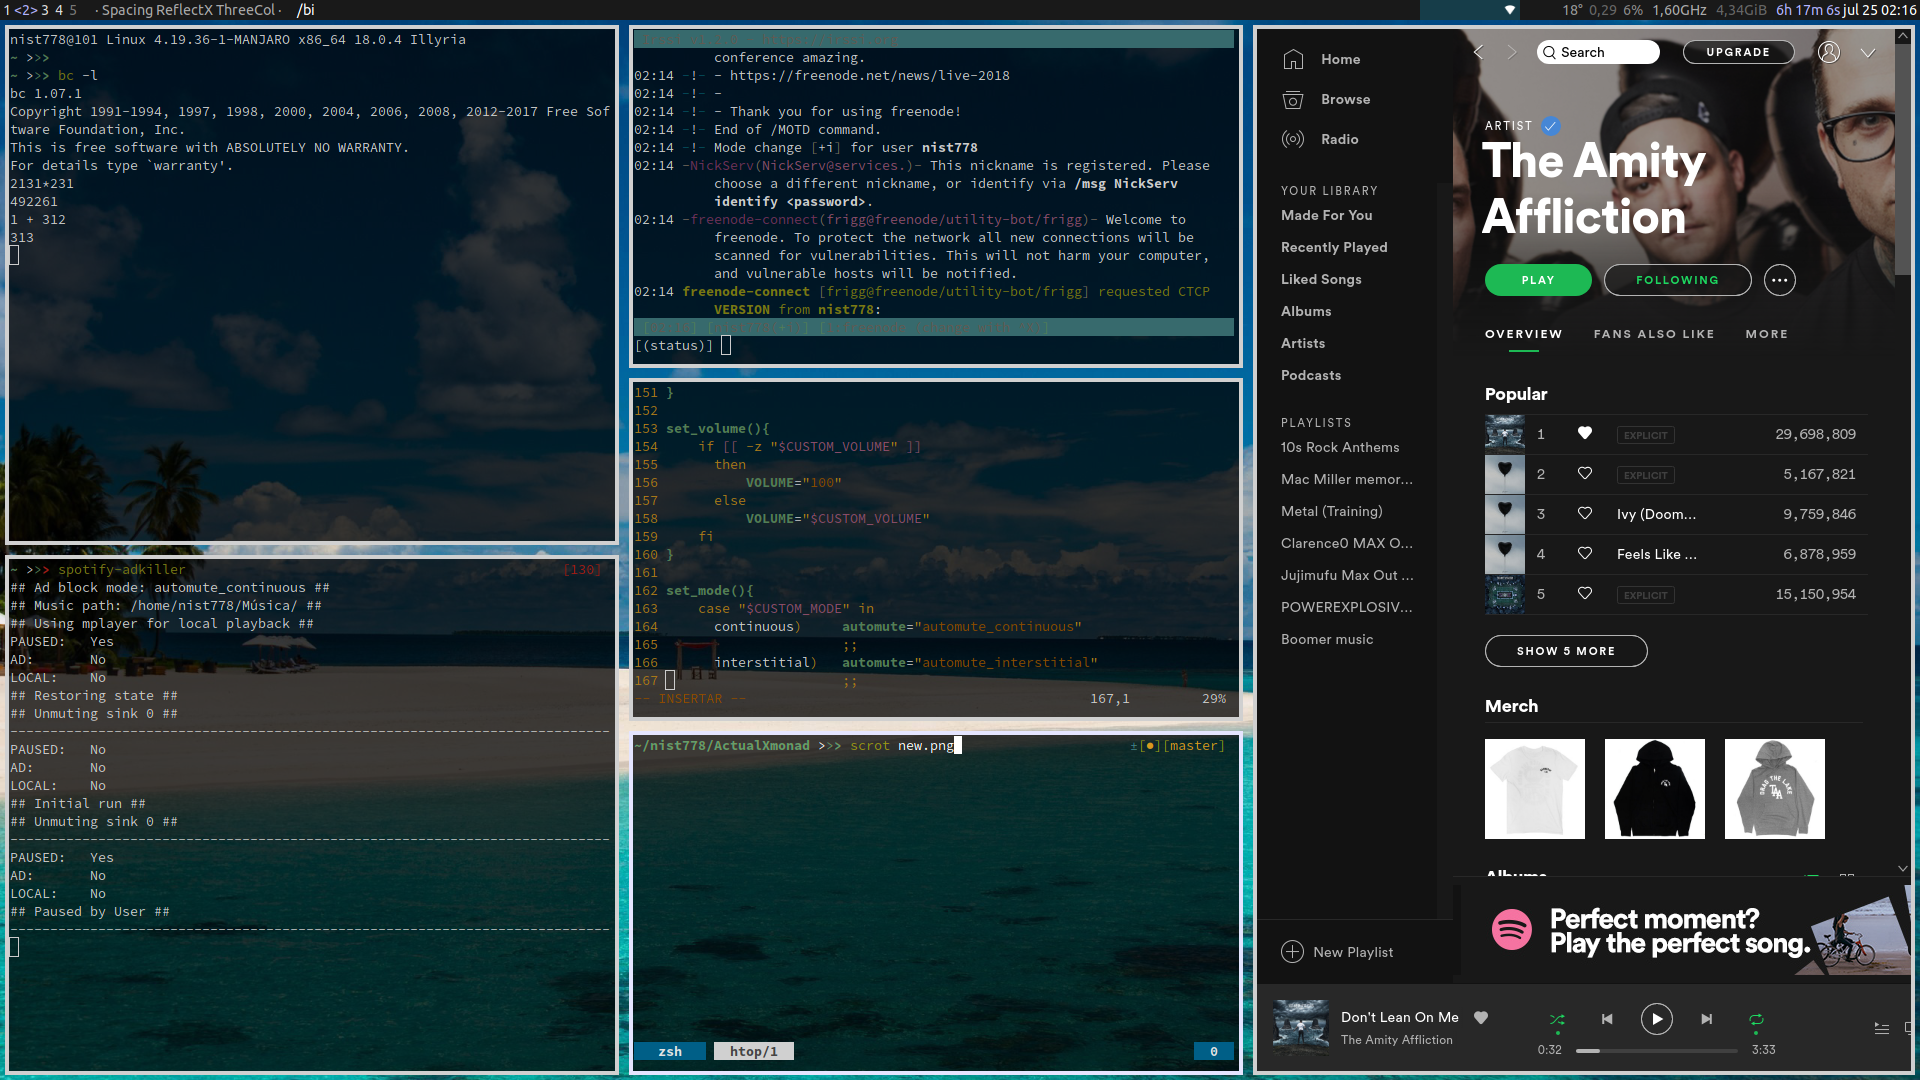 1 <2> 3 4 5 · Spacing ReflectX ThreeCol · /bi
18° 0,29 6% 1,60GHz 4,34GiB 6h 17m 6s jul 25 02:16
nist778@101 Linux 4.19.36-1-MANJARO x86_64 18.0.4 Illyria
~ >>>
~ >>> bc -l
bc 1.07.1
Copyright 1991-1994, 1997, 1998, 2000, 2004, 2006, 2008, 2012-2017 Free Sof
tware Foundation, Inc.
This is free software with ABSOLUTELY NO WARRANTY.
For details type `warranty'.
2131*231
492261
1 + 312
313
~ >>> spotify-adkiller [130]
## Ad block mode: automute_continuous ##
## Music path: /home/nist778/Música/ ##
## Using mplayer for local playback ##
PAUSED: Yes
AD: No
LOCAL: No
## Restoring state ##
## Unmuting sink 0 ##
---------------------------------------------------------------------------
PAUSED: No
AD: No
LOCAL: No
## Initial run ##
## Unmuting sink 0 ##
---------------------------------------------------------------------------
PAUSED: Yes
AD: No
LOCAL: No
## Paused by User ##
---------------------------------------------------------------------------
conference amazing.
02:14 -!- - https://freenode.net/news/live-2018
02:14 -!- -
02:14 -!- - Thank you for using freenode!
02:14 -!- End of /MOTD command.
02:14 -!- Mode change [+i] for user nist778
02:14 -NickServ(NickServ@services.)- This nickname is registered. Please
choose a different nickname, or identify via /msg NickServ
identify <password>.
02:14 -freenode-connect(frigg@freenode/utility-bot/frigg)- Welcome to
freenode. To protect the network all new connections will be
scanned for vulnerabilities. This will not harm your computer,
and vulnerable hosts will be notified.
02:14 freenode-connect [frigg@freenode/utility-bot/frigg] requested CTCP
VERSION from nist778:
[(status)]
151 }
152
153 set_volume(){
154 if [[ -z "$CUSTOM_VOLUME" ]]
155 then
156 VOLUME="100"
157 else
158 VOLUME="$CUSTOM_VOLUME"
159 fi
160 }
161
162 set_mode(){
163 case "$CUSTOM_MODE" in
164 continuous) automute="automute_continuous"
165 ;;
166 interstitial) automute="automute_interstitial"
167 ;;
-- INSERTAR -- 167,1 29%
~/nist778/ActualXmonad >>> scrot new.png ±[●][master]
zsh htop/1 0
Home
Browse
Radio
YOUR LIBRARY
Made For You
Recently Played
Liked Songs
Albums
Artists
Podcasts
PLAYLISTS
10s Rock Anthems
Mac Miller memor...
Metal (Training)
Clarence0 MAX O...
Jujimufu Max Out ...
POWEREXPLOSIV...
Boomer music
New Playlist
Search
UPGRADE
ARTIST
The Amity
Affliction
PLAY FOLLOWING
OVERVIEW FANS ALSO LIKE MORE
Popular
1 EXPLICIT 29,698,809
2 EXPLICIT 5,167,821
3 Ivy (Doom... 9,759,846
4 Feels Like ... 6,878,959
5 EXPLICIT 15,150,954
SHOW 5 MORE
Merch
DRAG THE LAKE
Albums
Perfect moment?
Play the perfect song.
Don't Lean On Me
The Amity Affliction
0:32 3:33